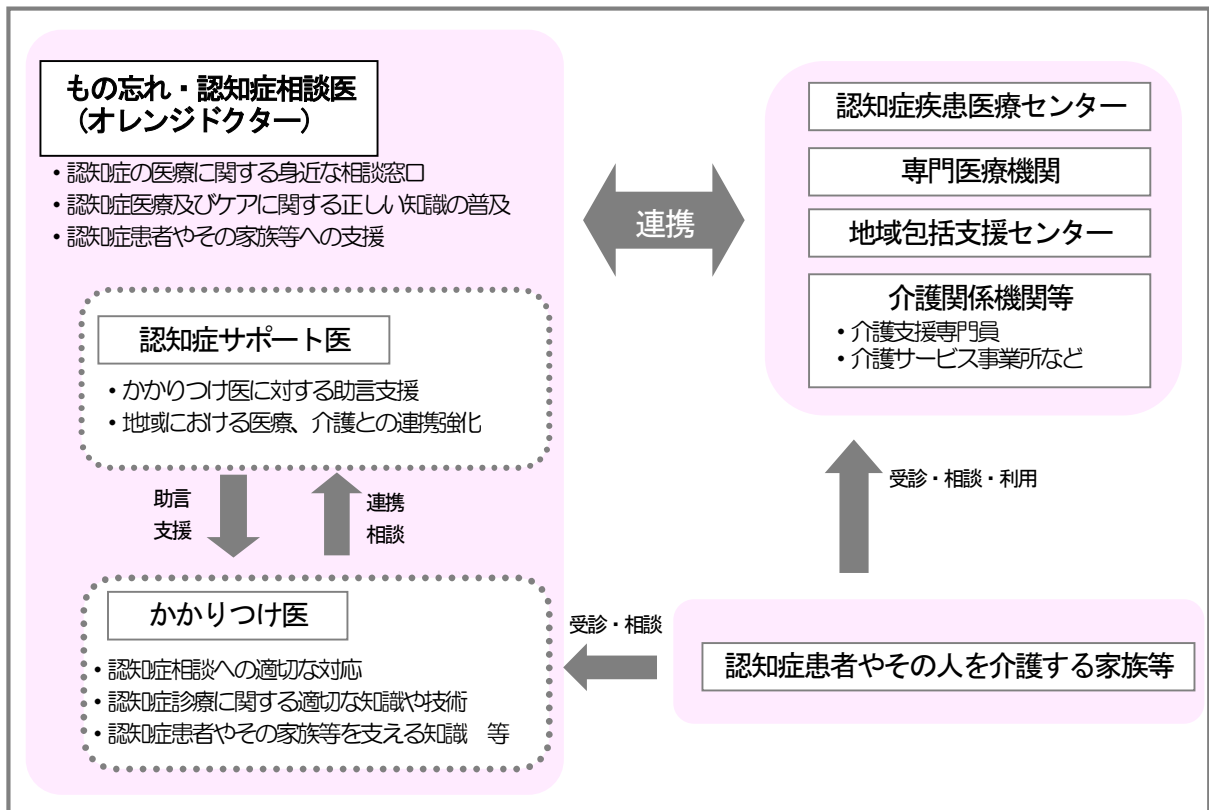 もの忘れ・認知症相談医
（オレンジドクター）
・認知症の医療に関する身近な相談窓口
・認知症医療及びケアに関する正しい知識の普及
・認知症患者やその家族等への支援
認知症サポート医
・かかりつけ医に対する助言支援
・地域における医療、介護との連携強化
助言
支援
連携
相談
かかりつけ医
・認知症相談への適切な対応
・認知症診療に関する適切な知識や技術
・認知症患者やその家族等を支える知識　等
連携
認知症疾患医療センター
専門医療機関
地域包括支援センター
介護関係機関等
・介護支援専門員
・介護サービス事業所など
受診・相談・利用
受診・相談
認知症患者やその人を介護する家族等